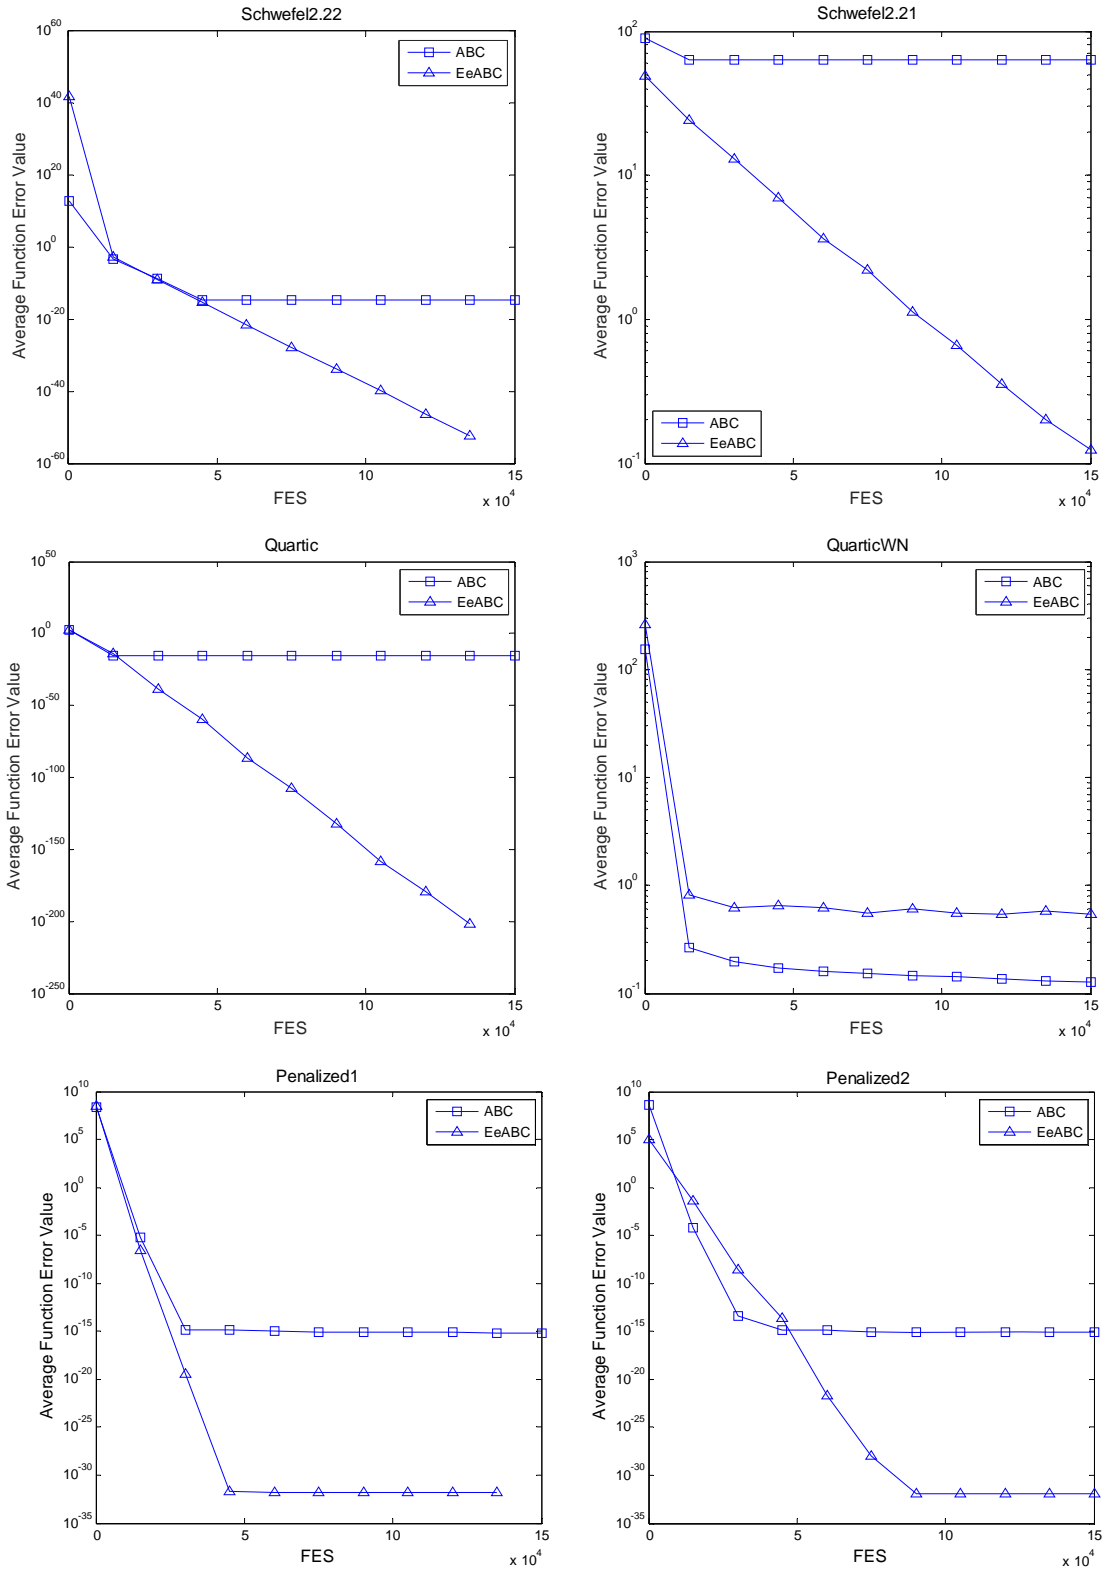 Schwefel2.22
10^60
10^40
10^20
10^0
10^-20
10^-40
10^-60
Average Function Error Value
ABC
EeABC
0
5
10
15
FES
x 10^4
Schwefel2.21
10^2
10^1
10^0
10^-1
Average Function Error Value
ABC
EeABC
0
5
10
15
FES
x 10^4
Quartic
10^50
10^0
10^-50
10^-100
10^-150
10^-200
10^-250
Average Function Error Value
ABC
EeABC
0
5
10
15
FES
x 10^4
QuarticWN
10^3
10^2
10^1
10^0
10^-1
Average Function Error Value
ABC
EeABC
0
5
10
15
FES
x 10^4
Penalized1
10^10
10^5
10^0
10^-5
10^-10
10^-15
10^-20
10^-25
10^-30
10^-35
Average Function Error Value
ABC
EeABC
0
5
10
15
FES
x 10^4
Penalized2
10^10
10^5
10^0
10^-5
10^-10
10^-15
10^-20
10^-25
10^-30
10^-35
Average Function Error Value
ABC
EeABC
0
5
10
15
FES
x 10^4